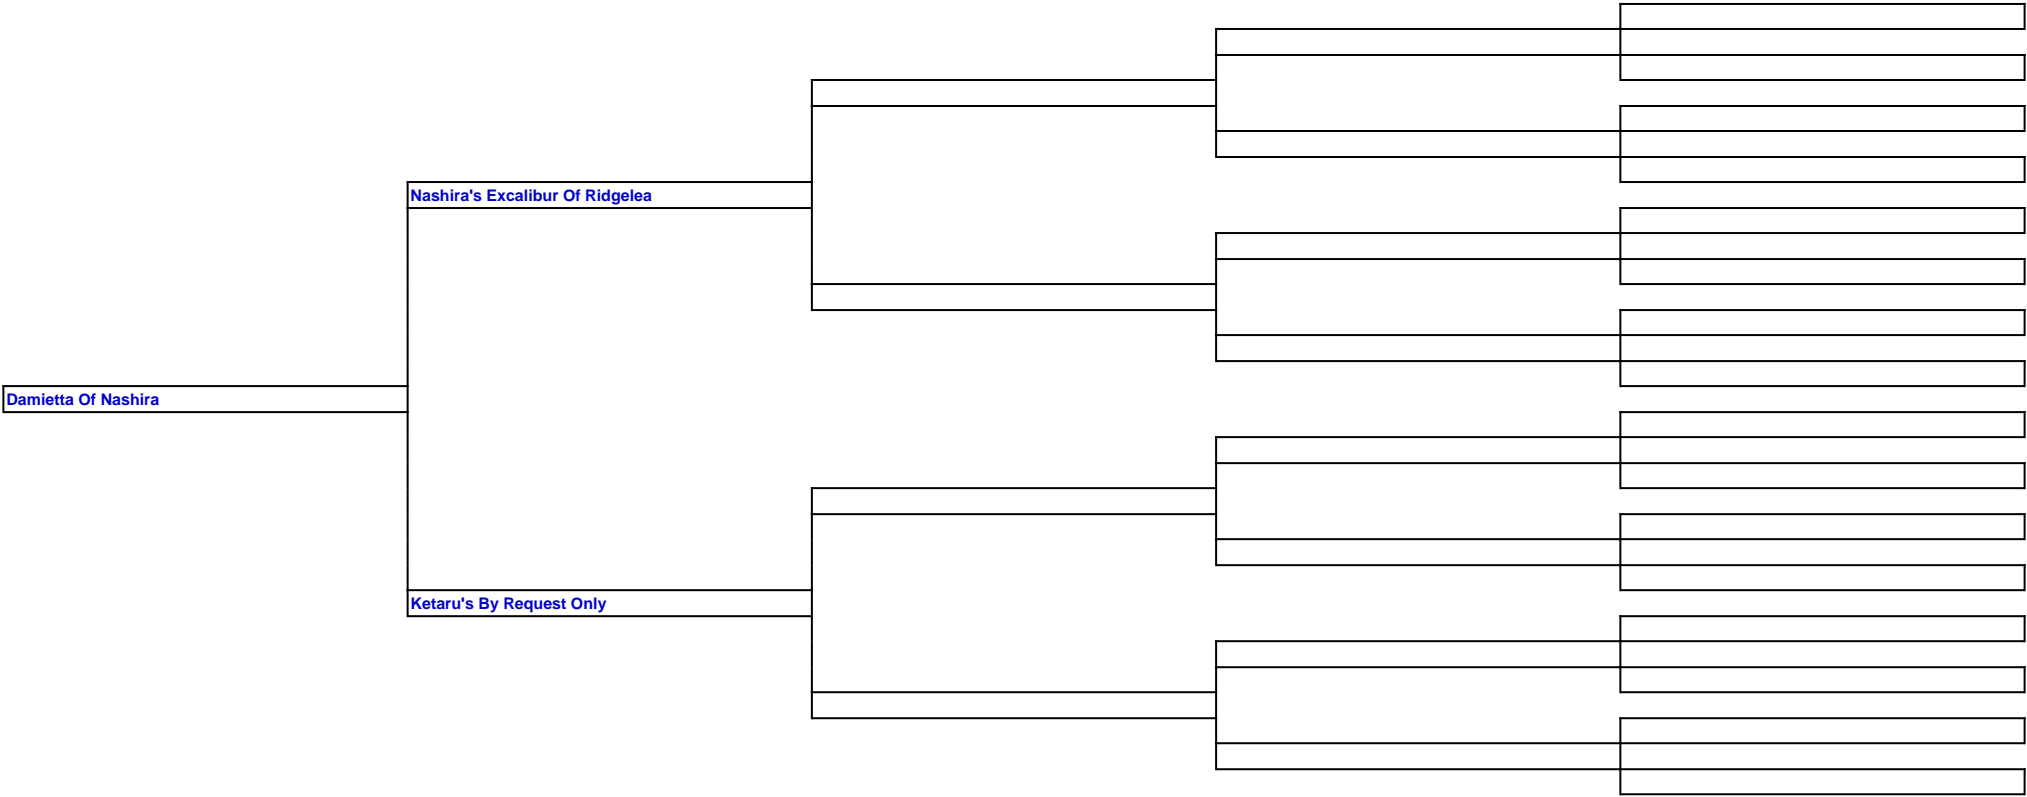 Nashira's Excalibur Of Ridgelea
Damietta Of Nashira
Ketaru's By Request Only